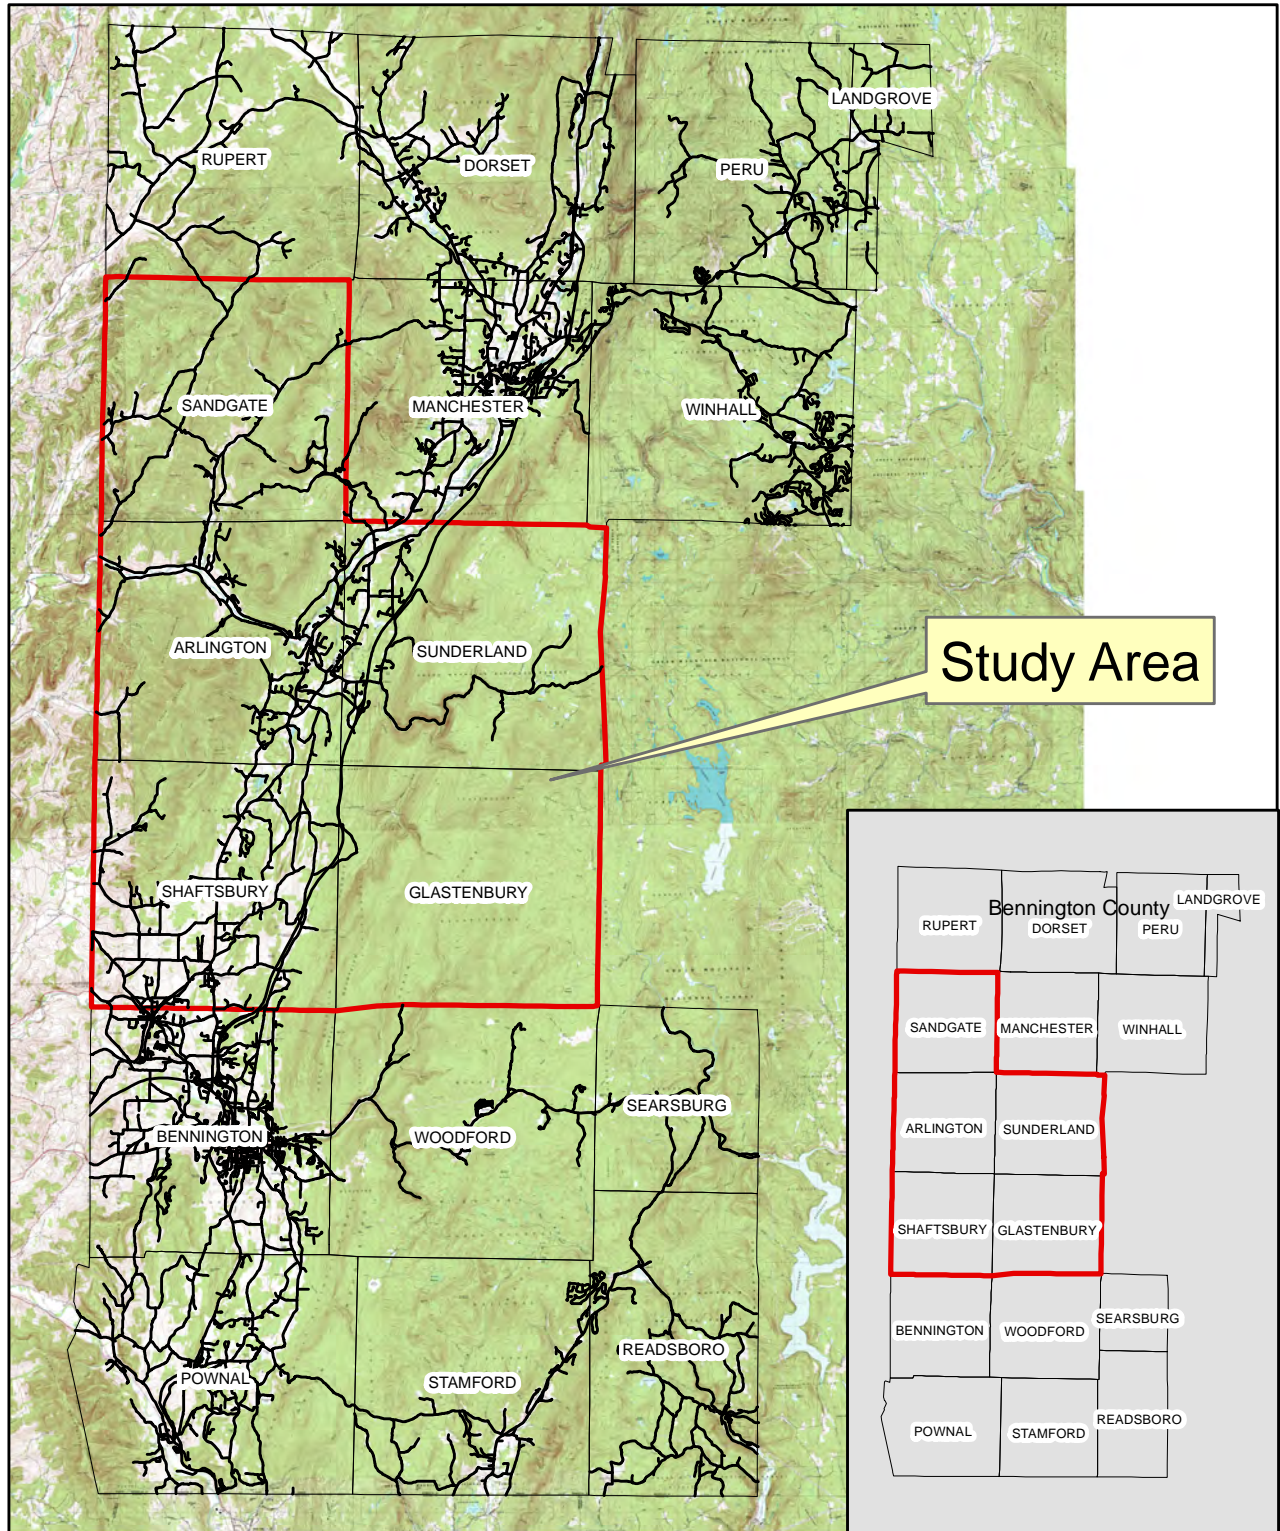 LANDGROVE
RUPERT
DORSET
PERU
SANDGATE
MANCHESTER
WINHALL
ARLINGTON
SUNDERLAND
Study Area
SHAFTSBURY
GLASTENBURY
SEARSBURG
BENNINGTON
WOODFORD
READSBORO
POWNAL
STAMFORD
Bennington County
LANDGROVE
RUPERT
DORSET
PERU
SANDGATE
MANCHESTER
WINHALL
ARLINGTON
SUNDERLAND
SHAFTSBURY
GLASTENBURY
SEARSBURG
BENNINGTON
WOODFORD
READSBORO
POWNAL
STAMFORD